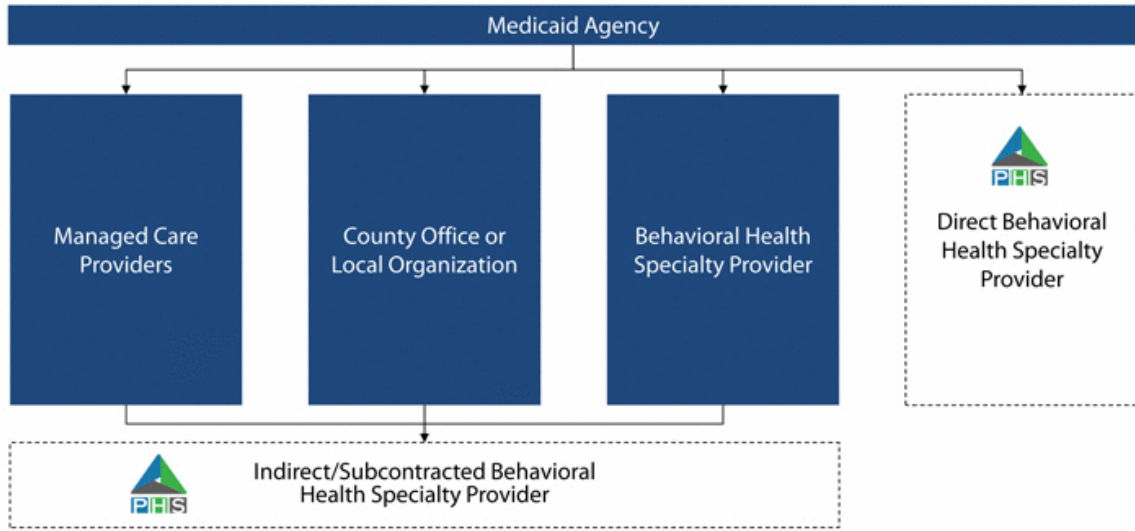 Medicaid Agency
Managed Care
Providers
County Office or
Local Organization
Behavioral Health
Specialty Provider
PHS
Direct Behavioral
Health Specialty
Provider
PHS
Indirect/Subcontracted Behavioral
Health Specialty Provider